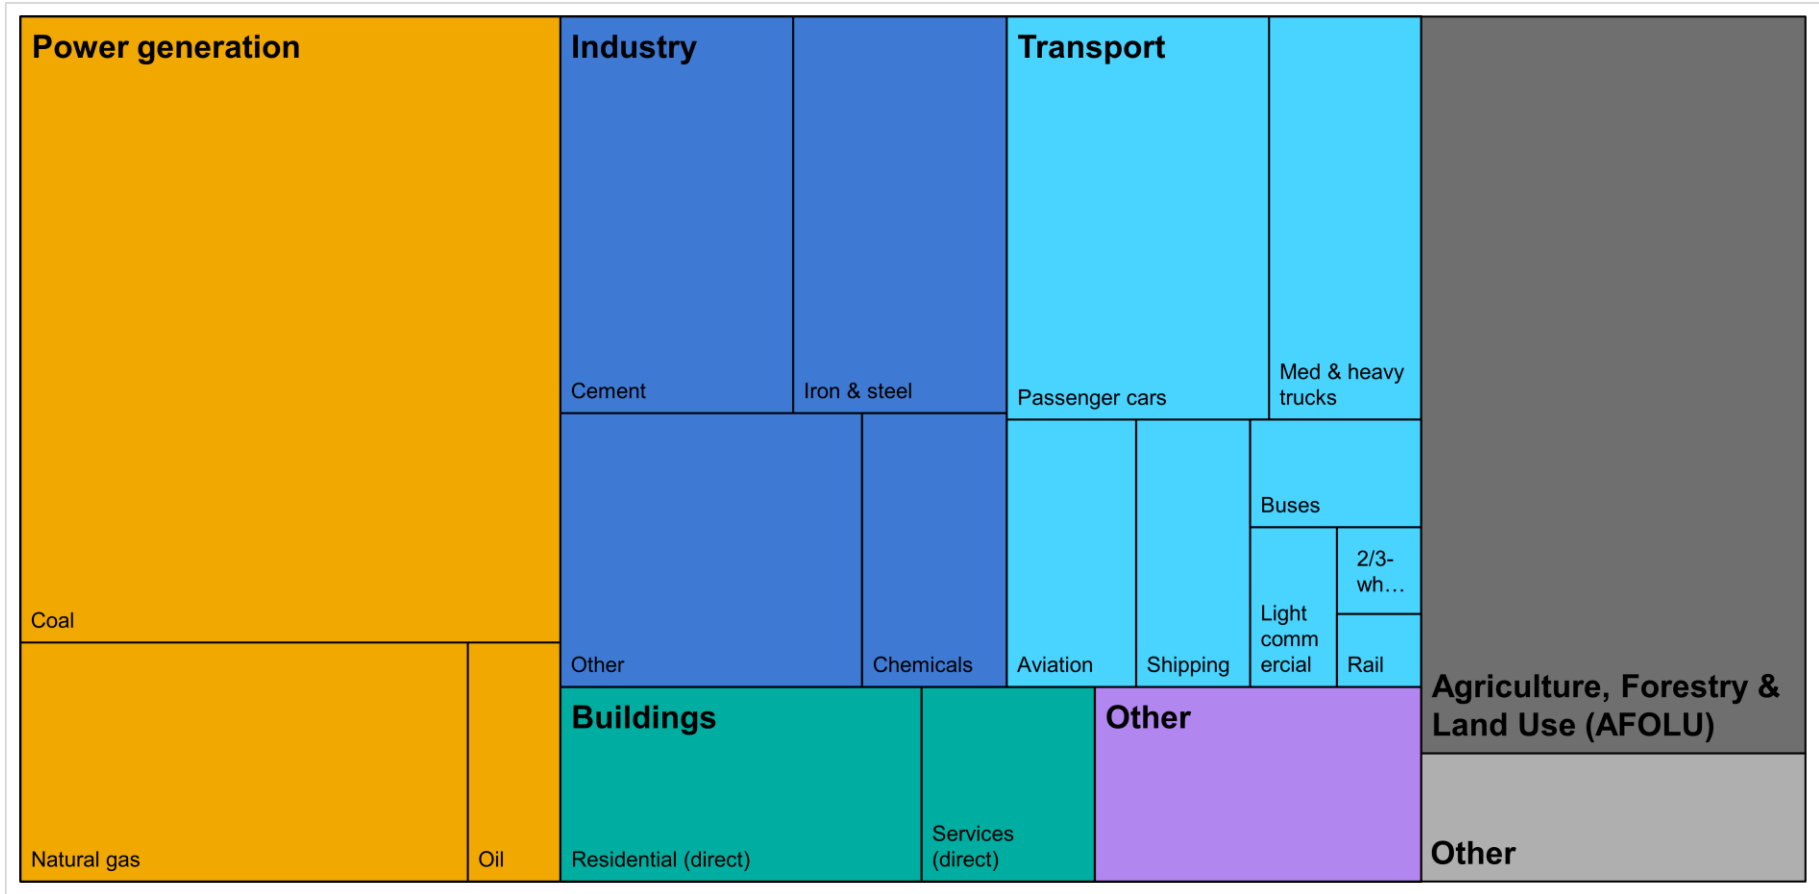 Power generation
Coal
Natural gas
Oil
Industry
Cement
Iron & steel
Other
Chemicals
Transport
Passenger cars
Med & heavy
trucks
Aviation
Shipping
Buses
Light
comm
ercial
2/3-
wh…
Rail
Buildings
Residential (direct)
Services
(direct)
Other
Agriculture, Forestry &
Land Use (AFOLU)
Other